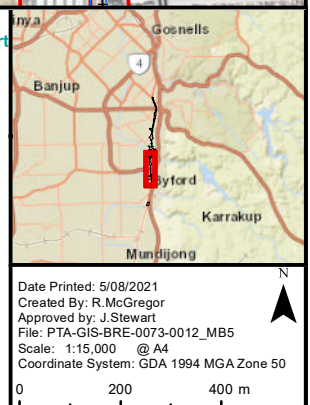 inya
rt
Gosnells
4
Banjup
Byford
Karrakup
Mundijong
N
Date Printed: 5/08/2021
Created By: R.McGregor
Approved by: J.Stewart
File: PTA-GIS-BRE-0073-0012_MB5
Scale: 1:15,000 @ A4
Coordinate System: GDA 1994 MGA Zone 50
0 200 400 m